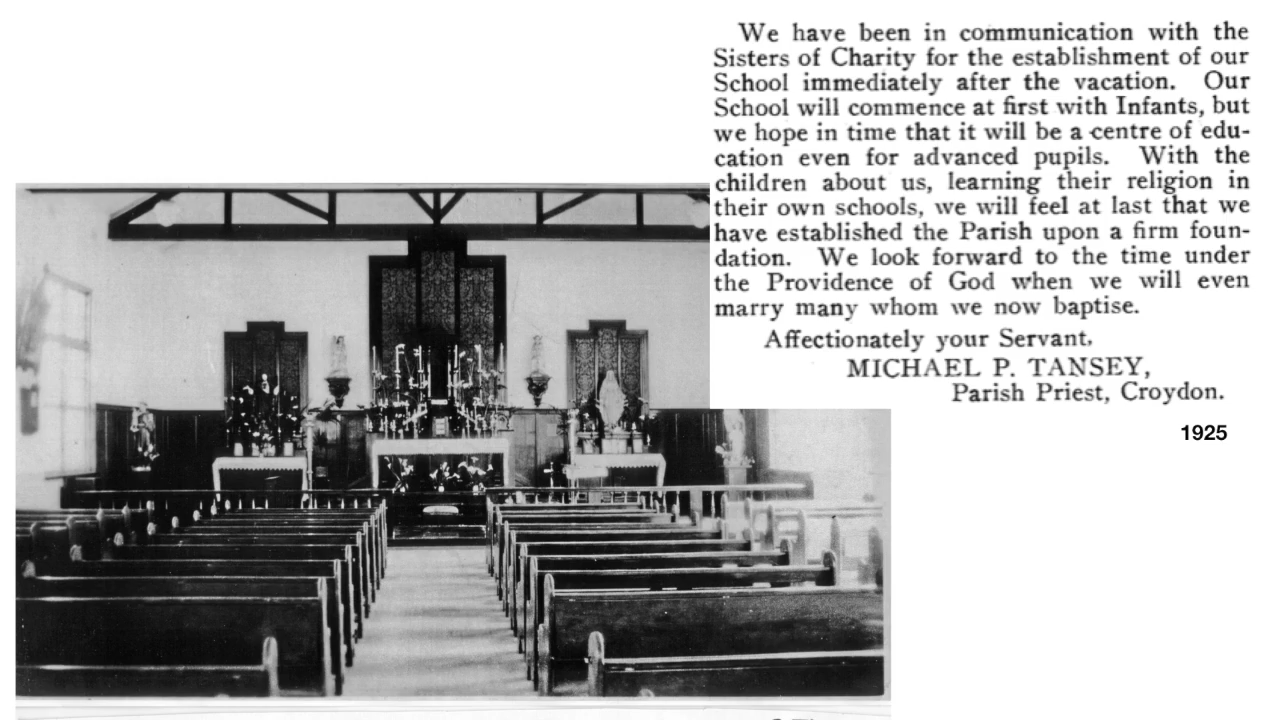 We have been in communication with the
Sisters of Charity for the establishment of our
School immediately after the vacation. Our
School will commence at first with Infants, but
we hope in time that it will be a centre of edu-
cation even for advanced pupils. With the
children about us, learning their religion in
their own schools, we will feel at last that we
have established the Parish upon a firm foun-
dation. We look forward to the time under
the Providence of God when we will even
marry many whom we now baptise.
Affectionately your Servant,
MICHAEL P. TANSEY,
Parish Priest, Croydon.
1925